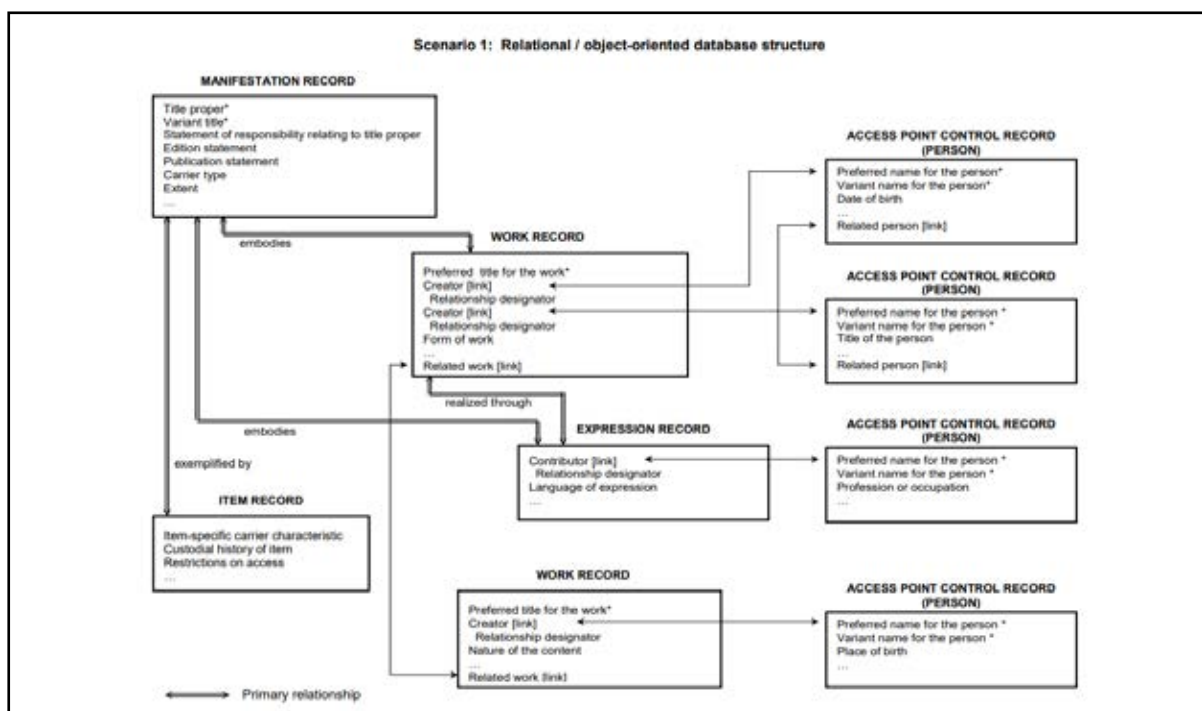 Scenario 1: Relational / object-oriented database structure
MANIFESTATION RECORD
Title proper*
Variant title*
Statement of responsibility relating to title proper
Edition statement
Publication statement
Carrier type
Extent
…
embodies
WORK RECORD
Preferred title for the work*
Creator [link]
Relationship designator
Creator [link]
Relationship designator
Form of work
…
Related work [link]
realized through
embodies
EXPRESSION RECORD
Contributor [link]
Relationship designator
Language of expression
…
exemplified by
ITEM RECORD
Item-specific carrier characteristic
Custodial history of item
Restrictions on access
…
WORK RECORD
Preferred title for the work*
Creator [link]
Relationship designator
Nature of the content
…
Related work [link]
ACCESS POINT CONTROL RECORD
(PERSON)
Preferred name for the person*
Variant name for the person*
Date of birth
…
Related person [link]
ACCESS POINT CONTROL RECORD
(PERSON)
Preferred name for the person *
Variant name for the person *
Title of the person
…
Related person [link]
ACCESS POINT CONTROL RECORD
(PERSON)
Preferred name for the person *
Variant name for the person *
Profession or occupation
…
ACCESS POINT CONTROL RECORD
(PERSON)
Preferred name for the person *
Variant name for the person *
Place of birth
…
Primary relationship